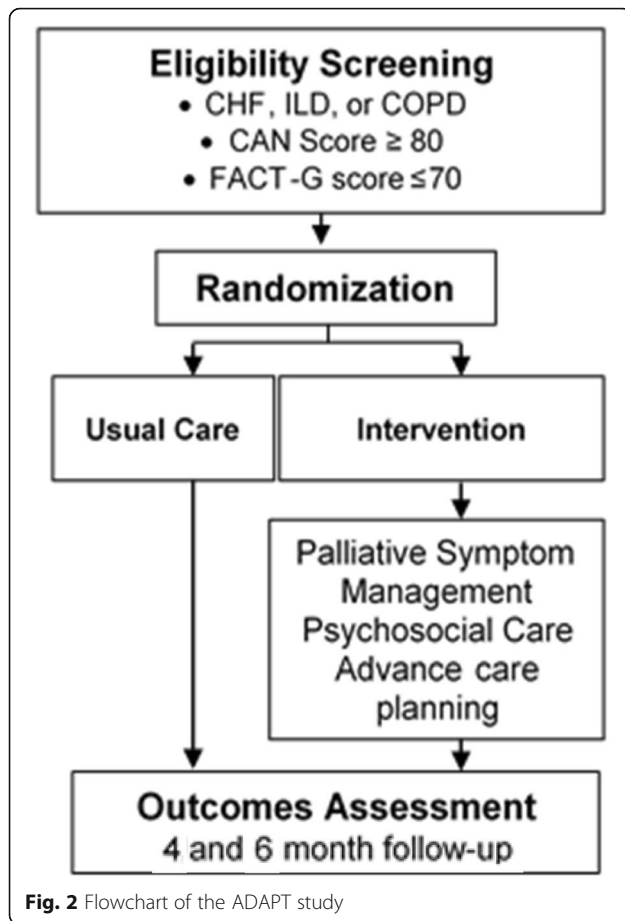 Eligibility Screening
• CHF, ILD, or COPD
• CAN Score ≥ 80
• FACT-G score ≤70
Randomization
Usual Care
Intervention
Palliative Symptom
Management
Psychosocial Care
Advance care
planning
Outcomes Assessment
4 and 6 month follow-up
Fig. 2 Flowchart of the ADAPT study